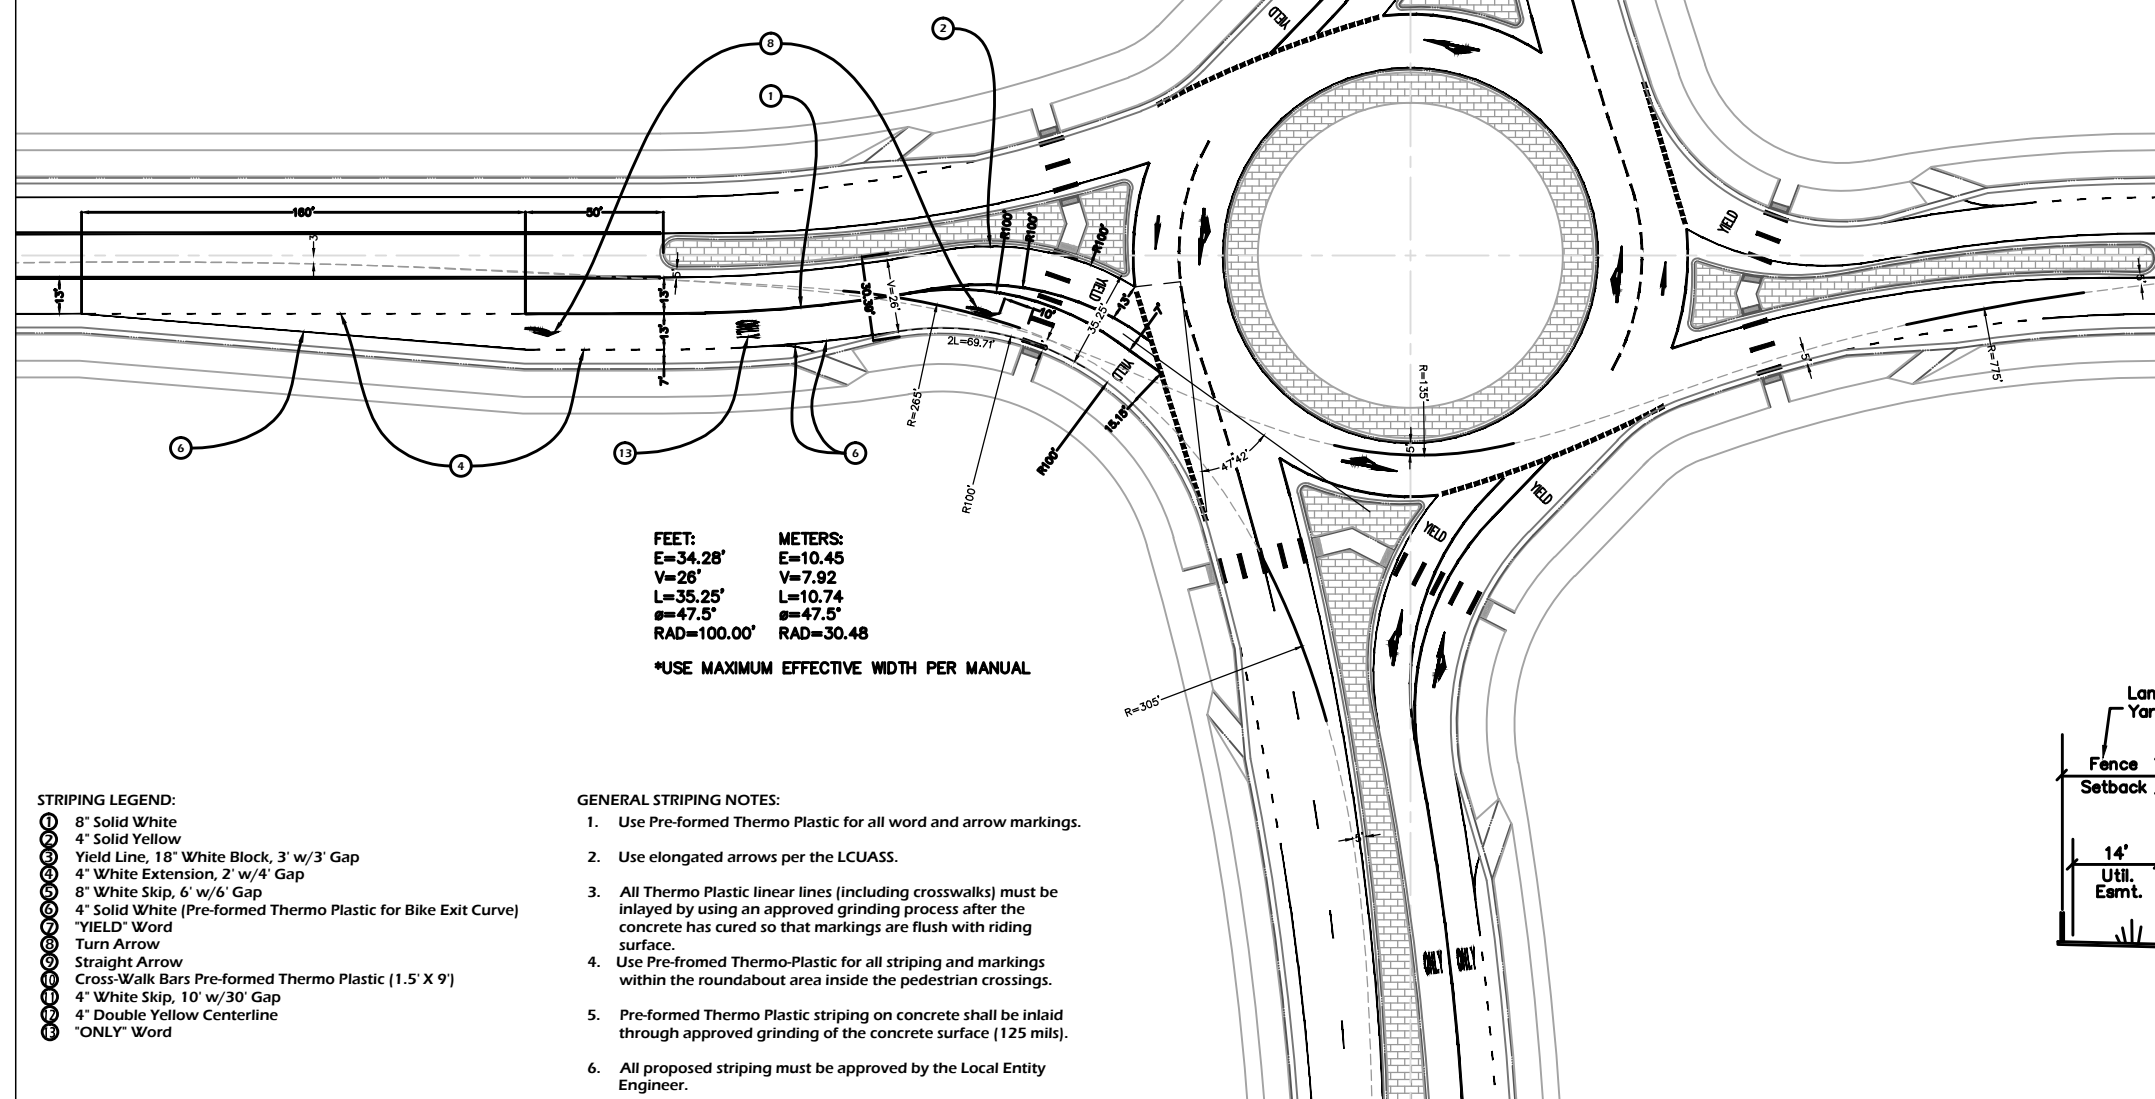 2
8
1
YIELD
160'
50'
3'
R100'
R100'
R100'
5'
YIELD
5'
13'
13'
13'
7'
ONLY
30.38'
V=26'
YIELD
13'
10'
7'
35.25'
2L=69.71'
YIELD
15.15'
R=265'
R100'
R100'
R=135'
5'
47°42'
R=775'
5'
YIELD
YIELD
6
4
13
6
FEET:
E=34.28'
V=26'
L=35.25'
ø=47.5°
RAD=100.00'
METERS:
E=10.45
V=7.92
L=10.74
ø=47.5°
RAD=30.48
*USE MAXIMUM EFFECTIVE WIDTH PER MANUAL
R=305'
5'
ONLY
ONLY
Fence
Setback
14'
Util.
Esmt.
STRIPING LEGEND:
1 8" Solid White
2 4" Solid Yellow
3 Yield Line, 18" White Block, 3' w/3' Gap
4 4" White Extension, 2' w/4' Gap
5 8" White Skip, 6' w/6' Gap
6 4" Solid White (Pre-formed Thermo Plastic for Bike Exit Curve)
7 "YIELD" Word
8 Turn Arrow
9 Straight Arrow
10 Cross-Walk Bars Pre-formed Thermo Plastic (1.5' X 9')
11 4" White Skip, 10' w/30' Gap
12 4" Double Yellow Centerline
13 "ONLY" Word
GENERAL STRIPING NOTES:
1. Use Pre-formed Thermo Plastic for all word and arrow markings.
2. Use elongated arrows per the LCUASS.
3. All Thermo Plastic linear lines (including crosswalks) must be
inlayed by using an approved grinding process after the
concrete has cured so that markings are flush with riding
surface.
4. Use Pre-fromed Thermo-Plastic for all striping and markings
within the roundabout area inside the pedestrian crossings.
5. Pre-formed Thermo Plastic striping on concrete shall be inlaid
through approved grinding of the concrete surface (125 mils).
6. All proposed striping must be approved by the Local Entity
Engineer.